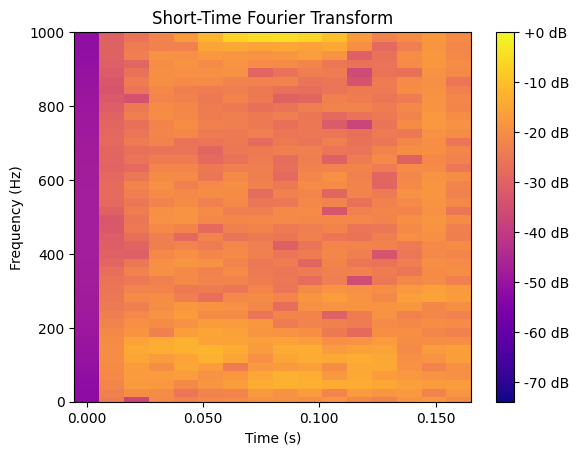 Short-Time Fourier Transform
1000
800
600
400
200
0
Frequency (Hz)
0.000
0.050
0.100
0.150
Time (s)
+0 dB
-10 dB
-20 dB
-30 dB
-40 dB
-50 dB
-60 dB
-70 dB